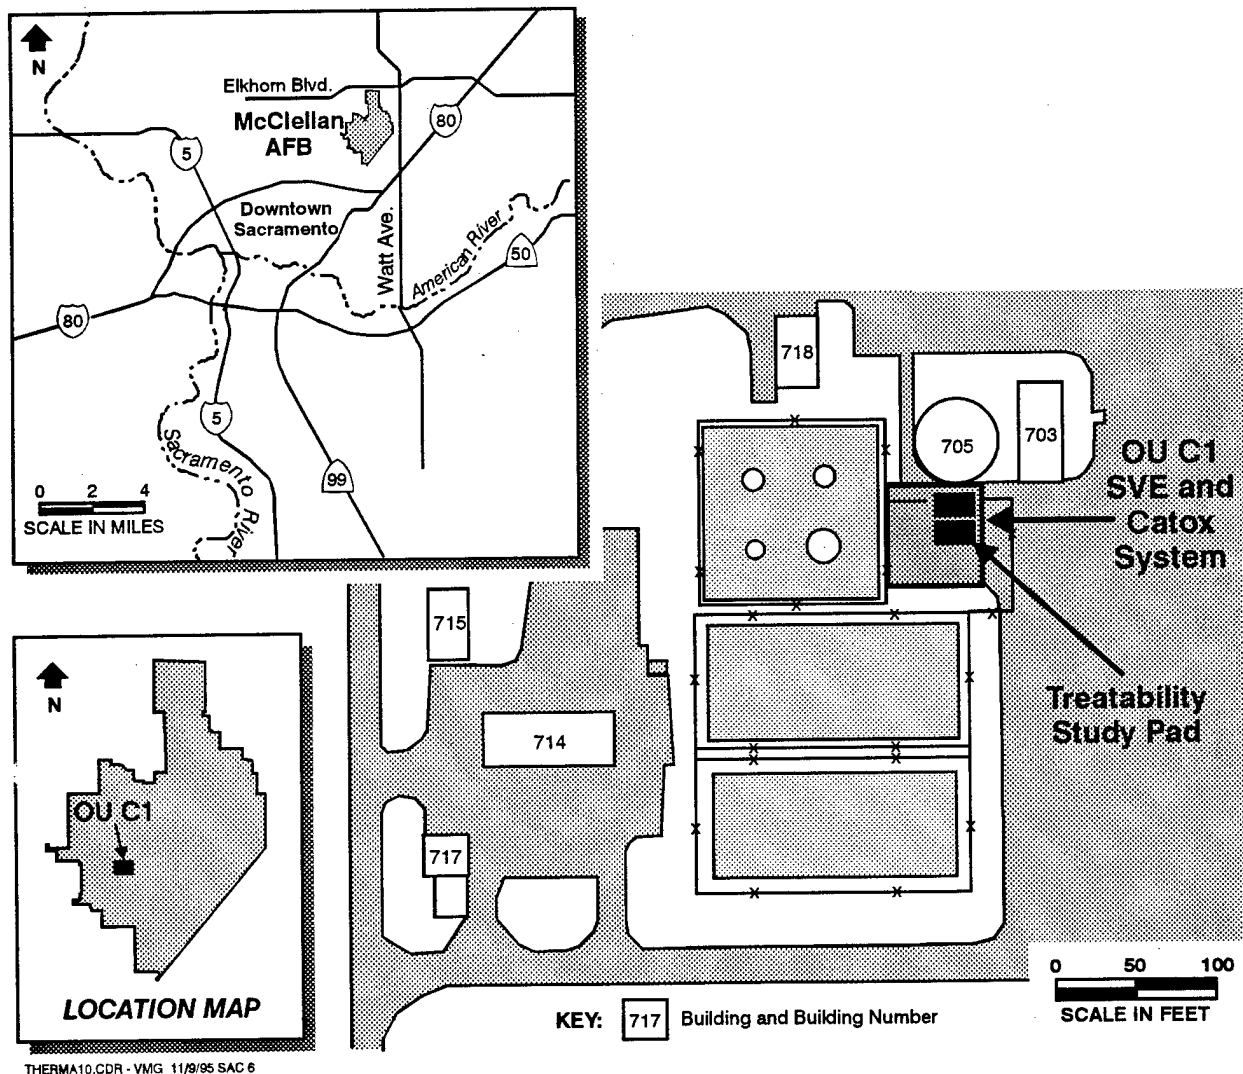 N
Elkhorn Blvd.
McClellan
AFB
80
5
Downtown
Sacramento
Watt Ave.
American River
50
80
5
Sacramento River
99
0 2 4
SCALE IN MILES
718
705
703
OU C1
SVE and
Catox
System
715
714
717
Treatability
Study Pad
N
OU C1
LOCATION MAP
0 50 100
SCALE IN FEET
KEY: 717 Building and Building Number
THERMA10.CDR - VMG 11/9/95 SAC 6